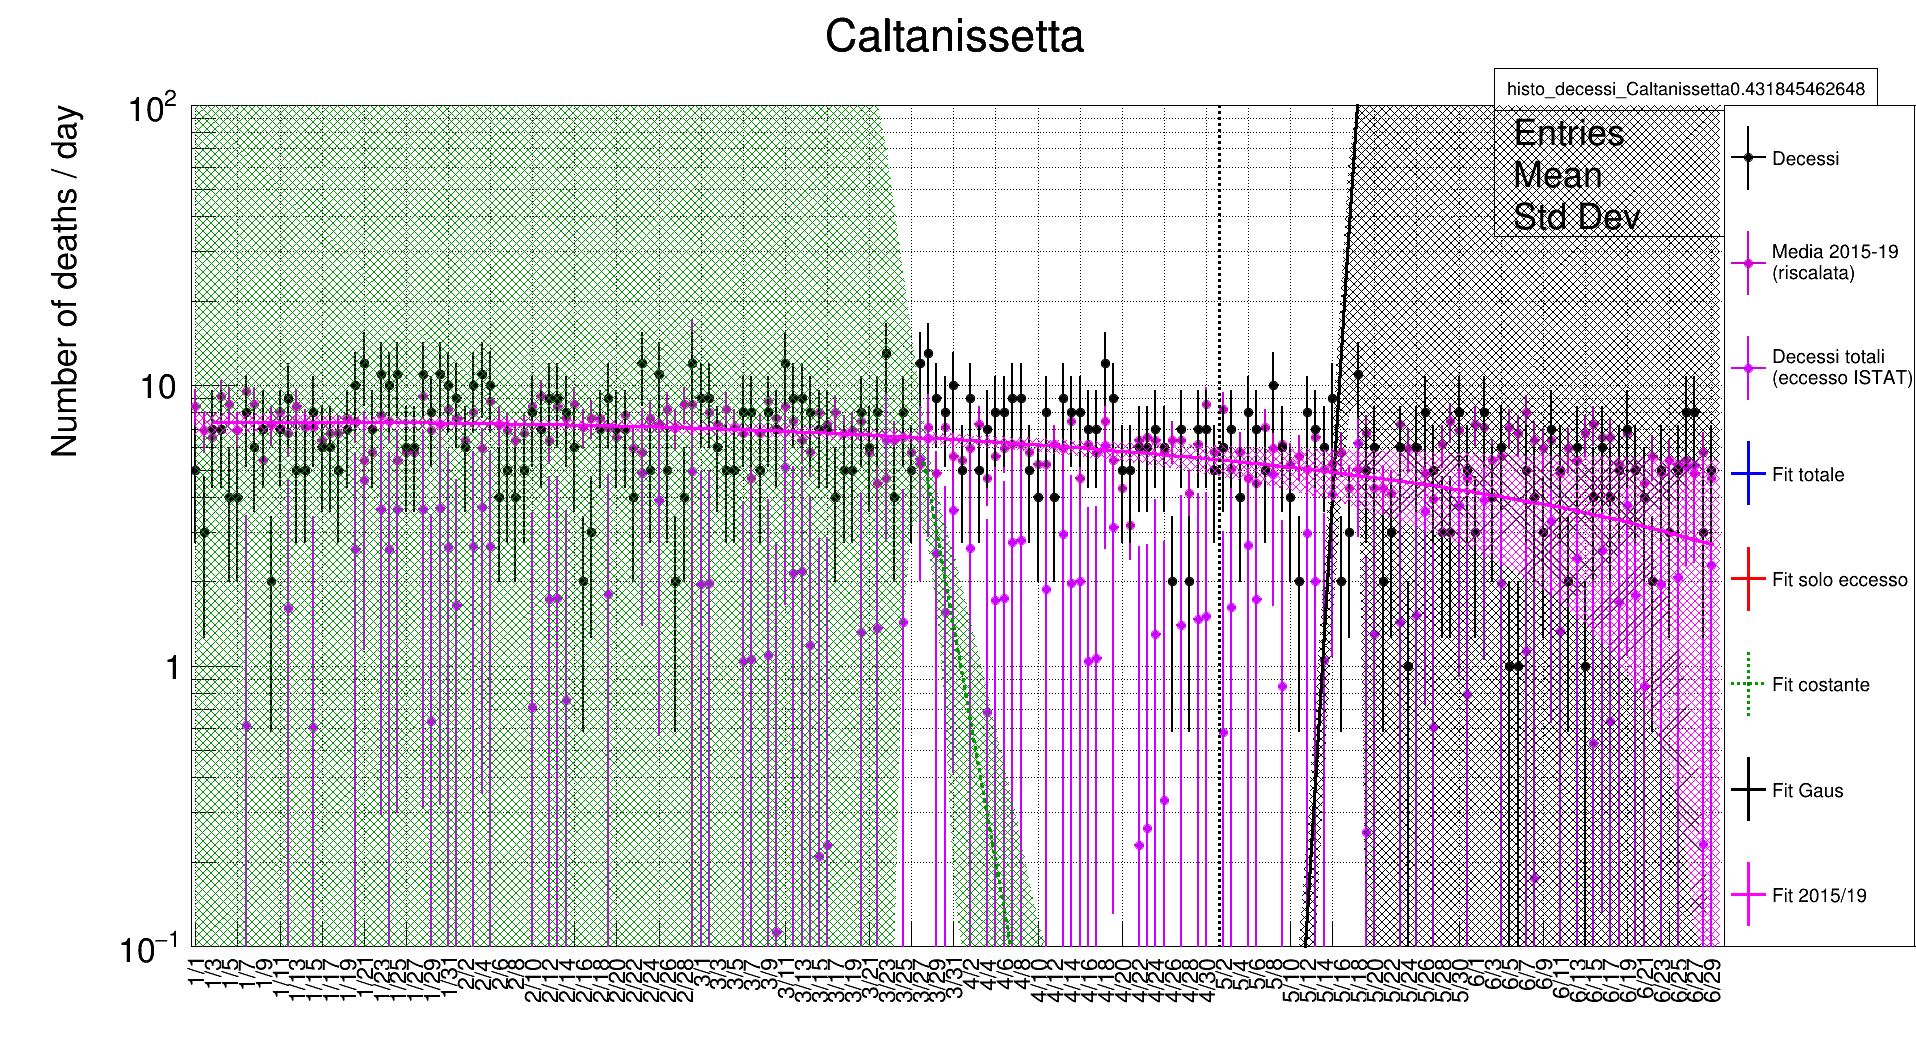 Caltanissetta
histo_decessi_Caltanissetta0.431845462648
Entries
Mean
Std Dev
Number of deaths / day
10²
10
1
10⁻¹
Decessi
Media 2015-19
(riscalata)
Decessi totali
(eccesso ISTAT)
Fit totale
Fit solo eccesso
Fit costante
Fit Gaus
Fit 2015/19
1/1 1/3 1/5 1/7 1/9 1/11 1/13 1/15 1/17 1/19 1/21 1/23 1/25 1/27 1/29 1/31 2/2 2/4 2/6 2/8 2/10 2/12 2/14 2/16 2/18 2/20 2/22 2/24 2/26 2/28 3/1 3/3 3/5 3/7 3/9 3/11 3/13 3/15 3/17 3/19 3/21 3/23 3/25 3/27 3/29 3/31 4/2 4/4 4/6 4/8 4/10 4/12 4/14 4/16 4/18 4/20 4/22 4/24 4/26 4/28 4/30 5/2 5/4 5/6 5/8 5/10 5/12 5/14 5/16 5/18 5/20 5/22 5/24 5/26 5/28 5/30 6/1 6/3 6/5 6/7 6/9 6/11 6/13 6/15 6/17 6/19 6/21 6/23 6/25 6/27 6/29